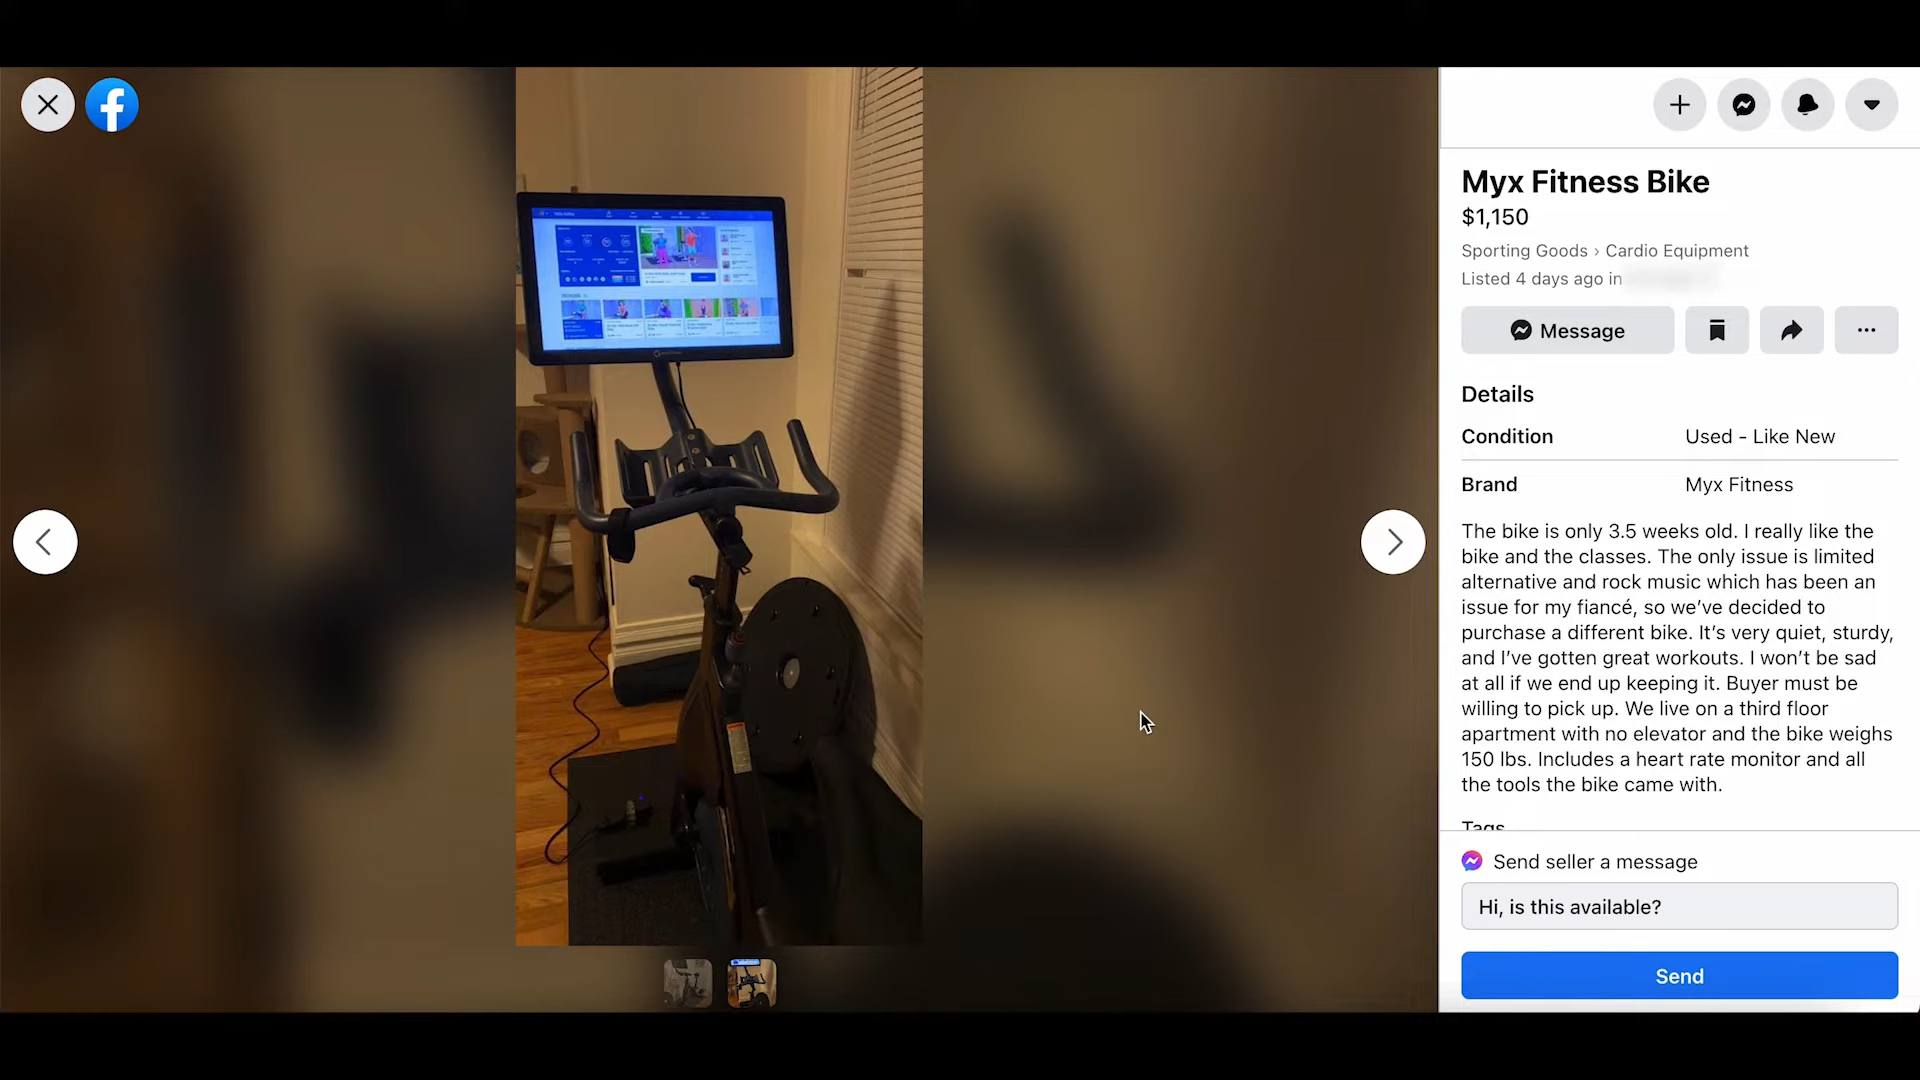 Myx Fitness Bike
$1,150
Sporting Goods › Cardio Equipment
Listed 4 days ago in
Message
Details
Condition Used - Like New
Brand Myx Fitness
The bike is only 3.5 weeks old. I really like the
bike and the classes. The only issue is limited
alternative and rock music which has been an
issue for my fiancé, so we’ve decided to
purchase a different bike. It’s very quiet, sturdy,
and I’ve gotten great workouts. I won’t be sad
at all if we end up keeping it. Buyer must be
willing to pick up. We live on a third floor
apartment with no elevator and the bike weighs
150 lbs. Includes a heart rate monitor and all
the tools the bike came with.
Tags
Send seller a message
Hi, is this available?
Send